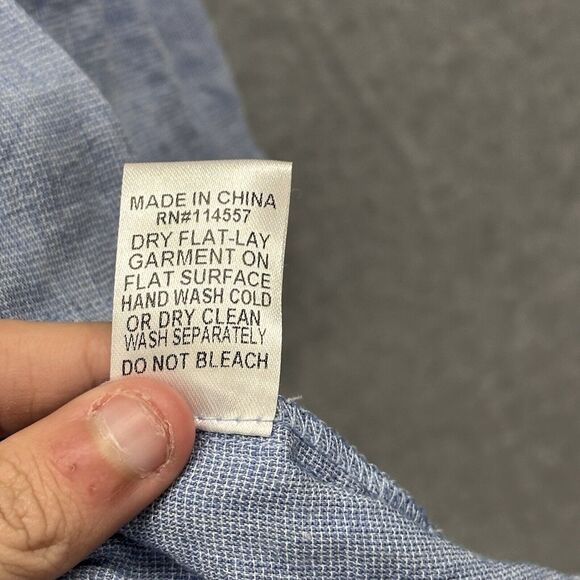 MADE IN CHINA
RN#114557
DRY FLAT-LAY
GARMENT ON
FLAT SURFACE
HAND WASH COLD
OR DRY CLEAN
WASH SEPARATELY
DO NOT BLEACH